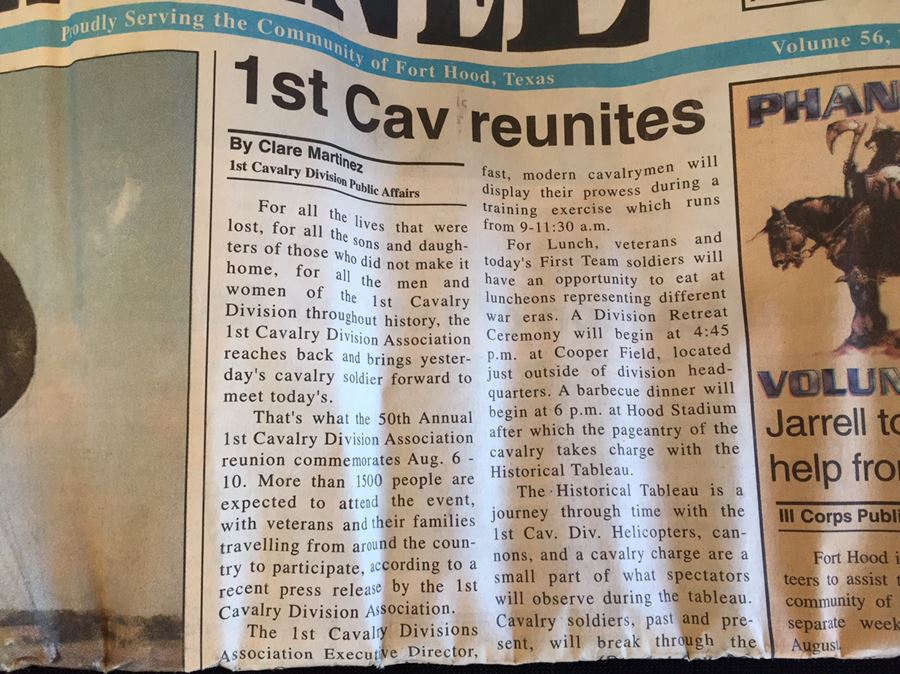 Proudly Serving the Community of Fort Hood, Texas
Volume 56,
1st Cav reunites
By Clare Martinez
1st Cavalry Division Public Affairs
For all the lives that were
lost, for all the sons and daugh-
ters of those who did not make it
home, for all the men and
women of the 1st Cavalry
Division throughout history, the
1st Cavalry Division Association
reaches back and brings yester-
day's cavalry soldier forward to
meet today's.
That's what the 50th Annual
1st Cavalry Division Association
reunion commemorates Aug. 6 -
10. More than 1500 people are
expected to attend the event,
with veterans and their families
travelling from around the coun-
try to participate, according to a
recent press release by the 1st
Cavalry Division Association.
The 1st Cavalry Divisions
Association Executive Director,
fast, modern cavalrymen will
display their prowess during a
training exercise which runs
from 9-11:30 a.m.
For Lunch, veterans and
today's First Team soldiers will
have an opportunity to eat at
luncheons representing different
war eras. A Division Retreat
Ceremony will begin at 4:45
p.m. at Cooper Field, located
just outside of division head-
quarters. A barbecue dinner will
begin at 6 p.m. at Hood Stadium
after which the pageantry of the
cavalry takes charge with the
Historical Tableau.
The Historical Tableau is a
journey through time with the
1st Cav. Div. Helicopters, can-
nons, and a cavalry charge are a
small part of what spectators
will observe during the tableau.
Cavalry soldiers, past and pre-
sent, will break through the
PHAN
VOLUN
Jarrell to
help fro
III Corps Publi
Fort Hood i
teers to assist t
community of
separate week
August